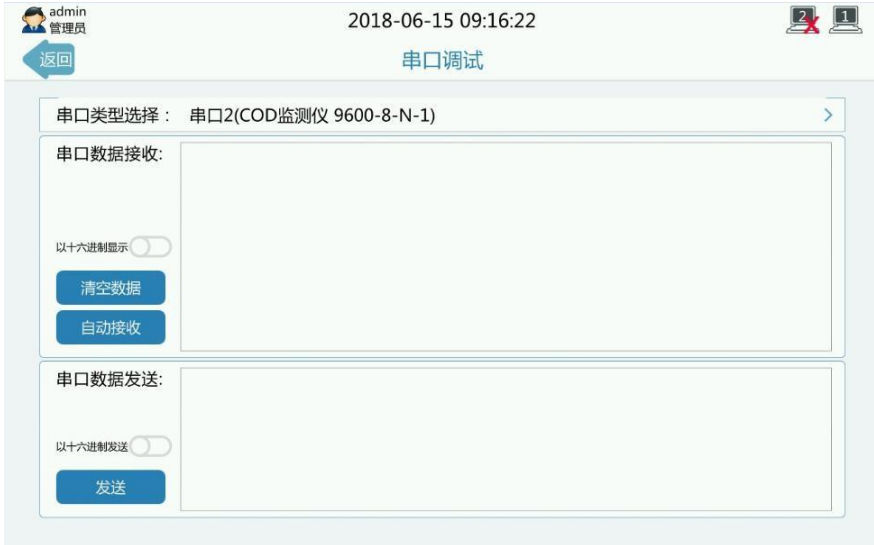 admin
管理员
2018-06-15 09:16:22
2
1
返回
串口调试
串口类型选择： 串口2(COD监测仪 9600-8-N-1)
串口数据接收:
以十六进制显示
清空数据
自动接收
串口数据发送:
以十六进制发送
发送